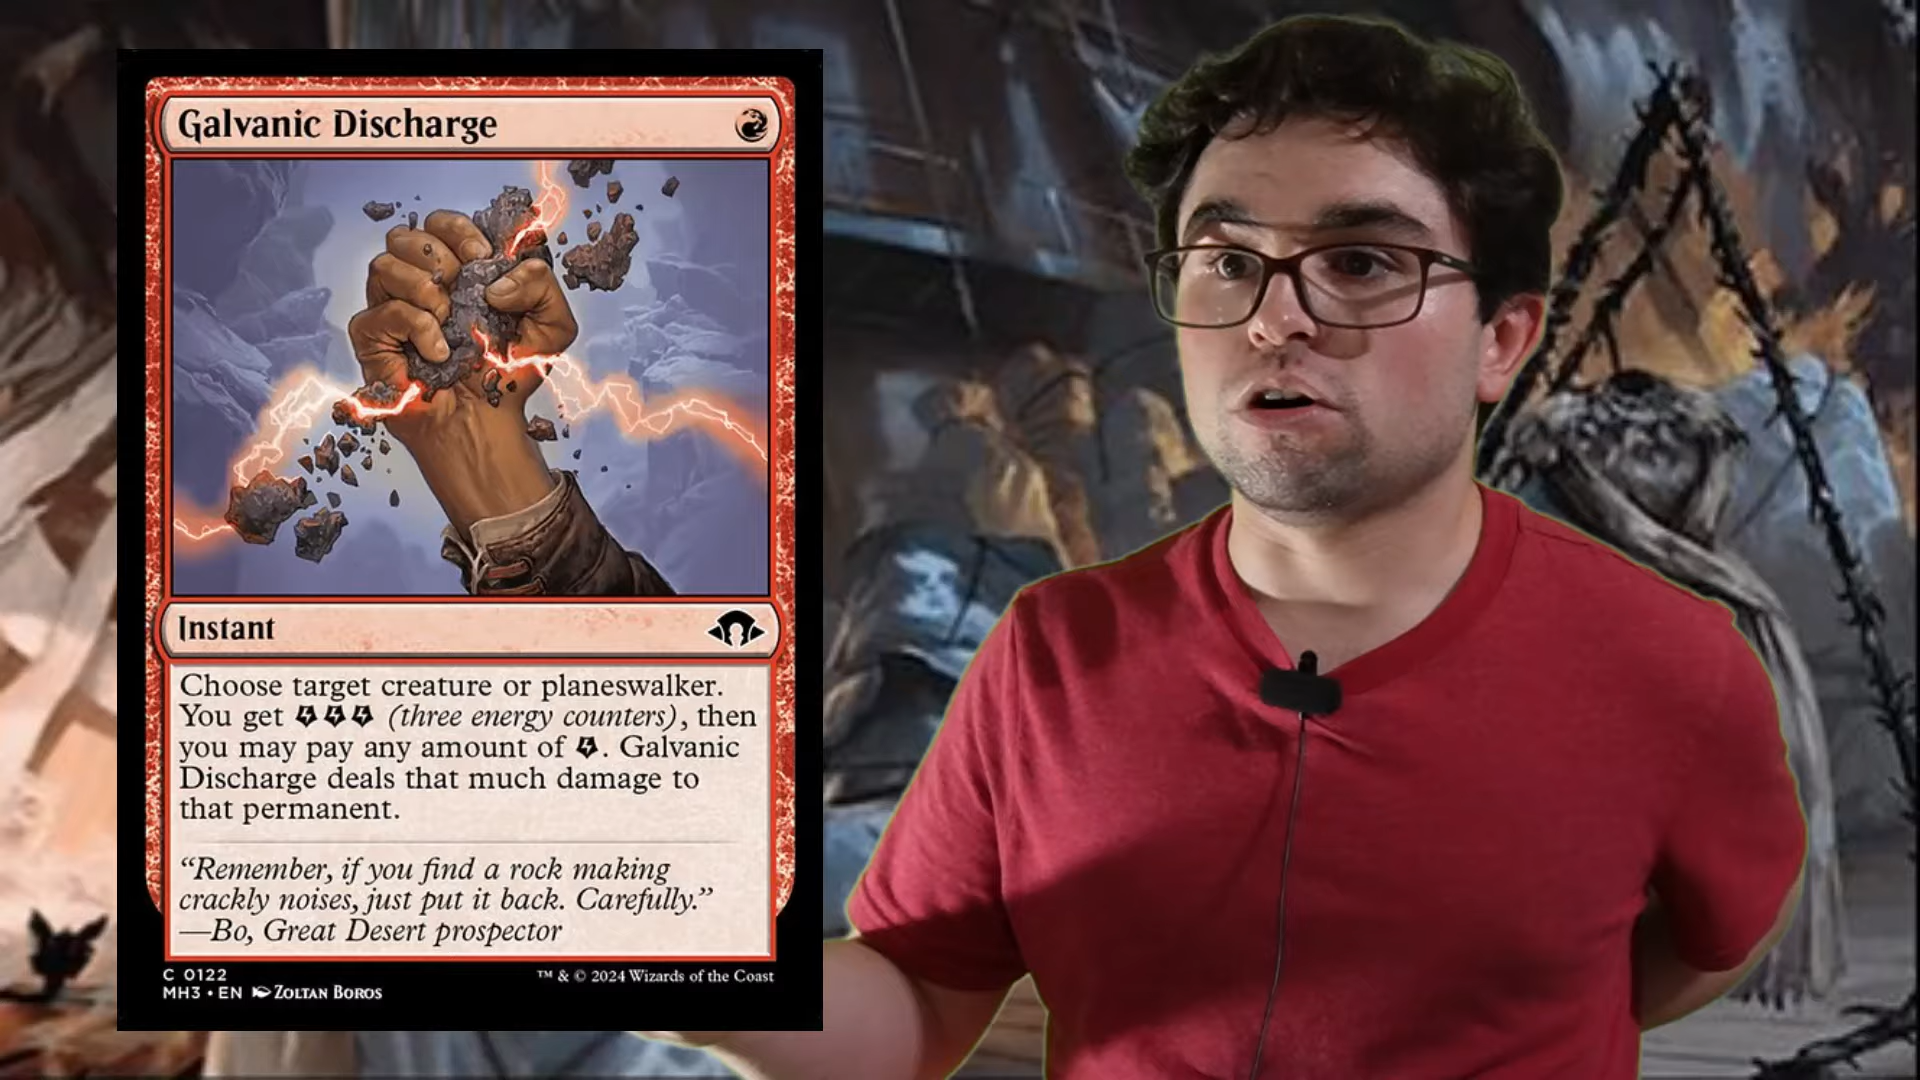 Galvanic Discharge
Instant
Choose target creature or planeswalker.
You get (three energy counters), then
you may pay any amount of . Galvanic
Discharge deals that much damage to
that permanent.
“Remember, if you find a rock making
crackly noises, just put it back. Carefully.”
—Bo, Great Desert prospector
C 0122
MH3 • EN ZOLTAN BOROS
™ & © 2024 Wizards of the Coast